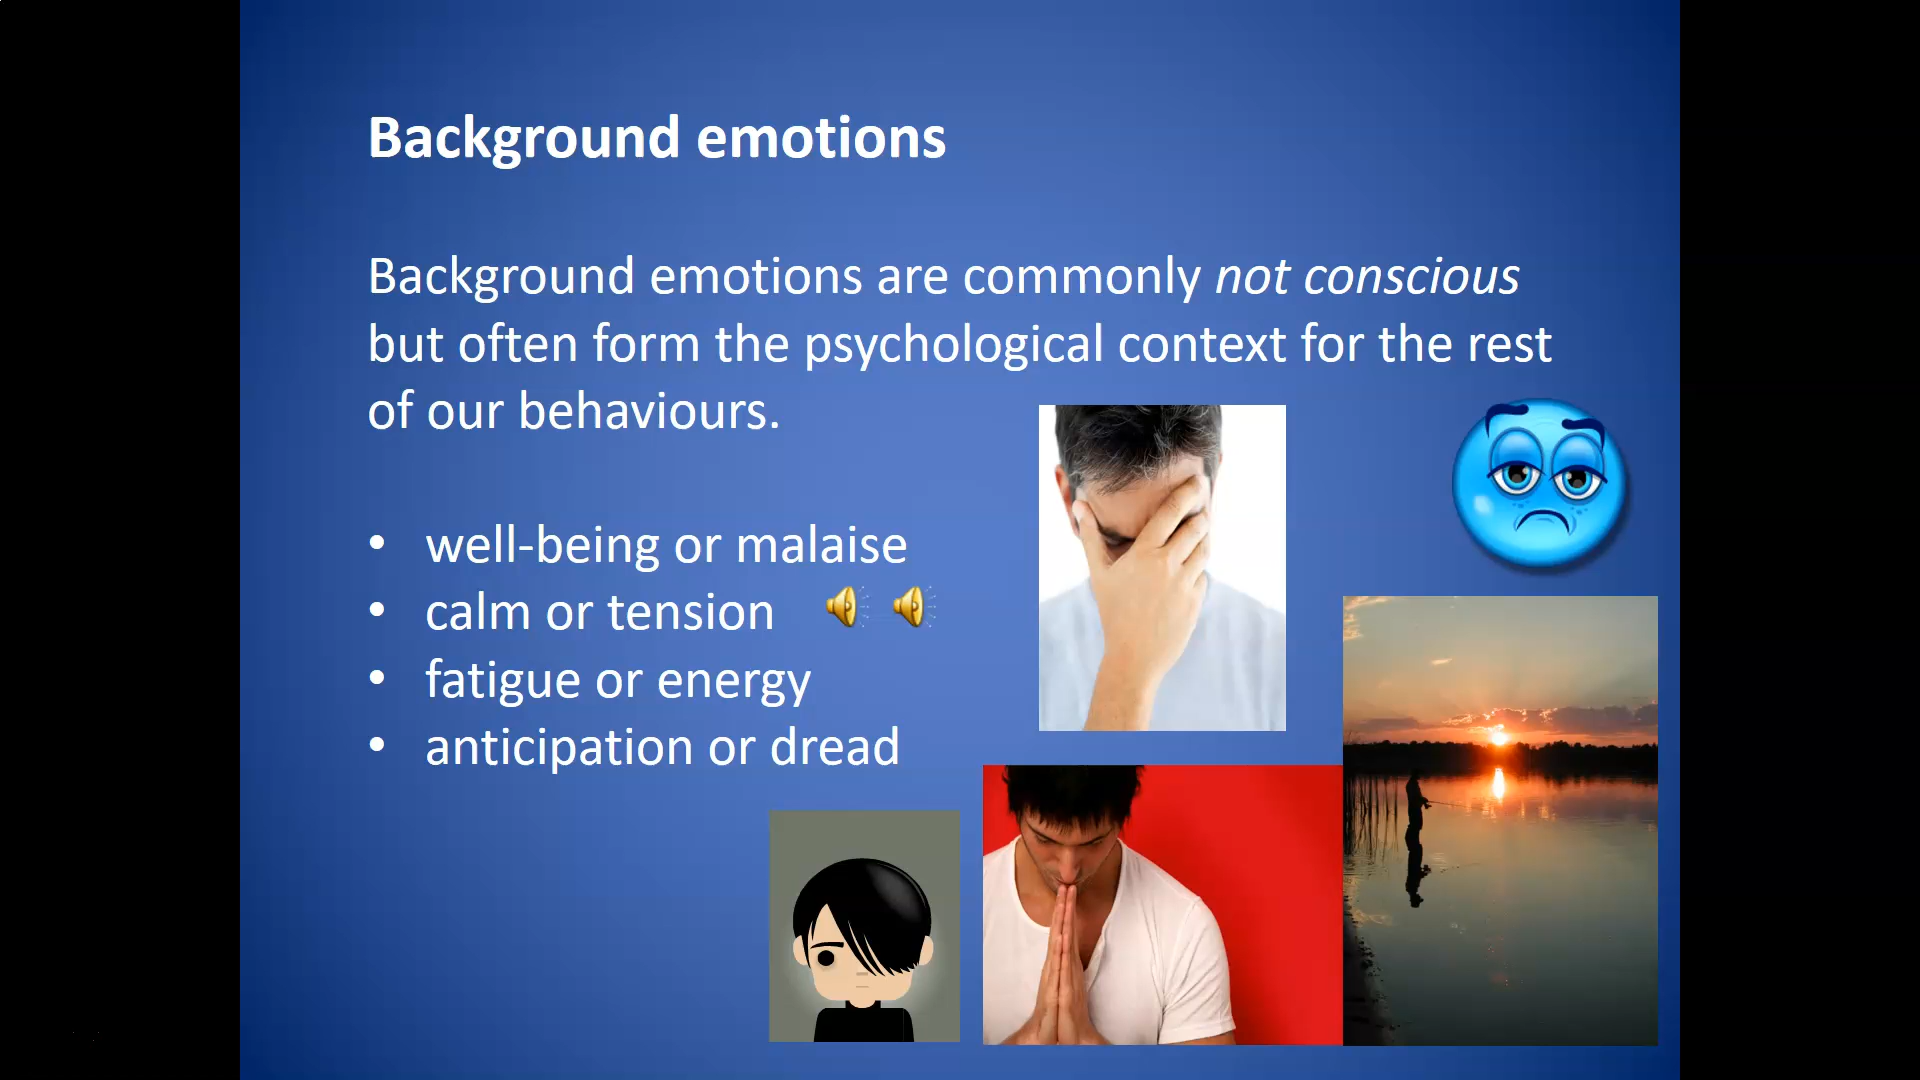 Background emotions
Background emotions are commonly not conscious
but often form the psychological context for the rest
of our behaviours.
• well-being or malaise
• calm or tension
• fatigue or energy
• anticipation or dread